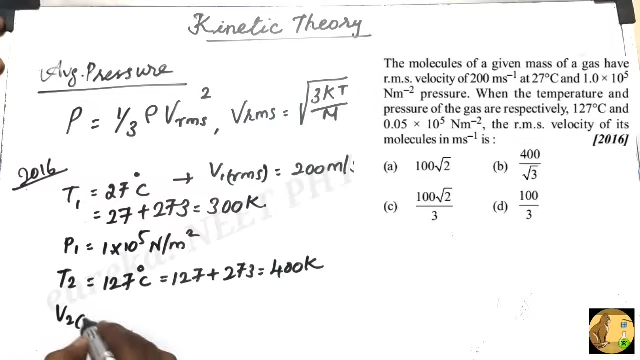 Kinetic Theory
Avg. Pressure
P = 1/3 ρ Vrms², Vrms = √(3KT/M)
2016
T₁ = 27°C → V₁(rms) = 200m/s
= 27+273 = 300K
P₁ = 1×10⁵ N/m²
T₂ = 127°C = 127+273 = 400K
V₂(
The molecules of a given mass of a gas have
r.m.s. velocity of 200 ms⁻¹ at 27°C and 1.0 × 10⁵
Nm⁻² pressure. When the temperature and
pressure of the gas are respectively, 127°C and
0.05 × 10⁵ Nm⁻², the r.m.s. velocity of its
molecules in ms⁻¹ is : [2016]
(a) 100√2 (b) 400/√3
(c) 100√2/3 (d) 100/3